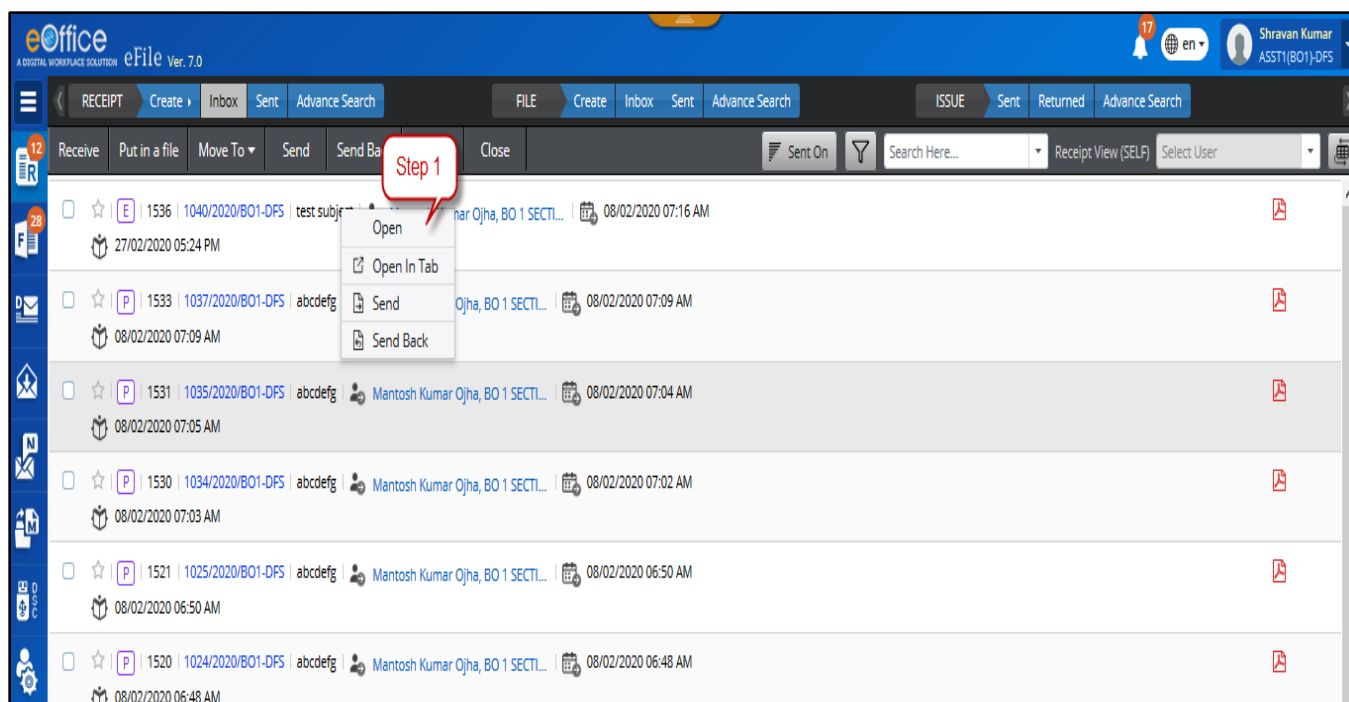 eOffice
A DIGITAL WORKPLACE SOLUTION eFile Ver. 7.0
17
en
Shravan Kumar
ASST1(BO1)-DFS
RECEIPT Create Inbox Sent Advance Search FILE Create Inbox Sent Advance Search ISSUE Sent Returned Advance Search
12
R
Receive Put in a file Move To Send Send Ba Close Sent On Search Here... Receipt View (SELF) Select User
Step 1
E 1536 1040/2020/BO1-DFS test subject Ojha, BO 1 SECTI... 08/02/2020 07:16 AM
28
F
27/02/2020 05:24 PM
Open
Open In Tab
Send
Send Back
D
P 1533 1037/2020/BO1-DFS abcdefg Ojha, BO 1 SECTI... 08/02/2020 07:09 AM
08/02/2020 07:09 AM
P 1531 1035/2020/BO1-DFS abcdefg Mantosh Kumar Ojha, BO 1 SECTI... 08/02/2020 07:04 AM
08/02/2020 07:05 AM
N
P 1530 1034/2020/BO1-DFS abcdefg Mantosh Kumar Ojha, BO 1 SECTI... 08/02/2020 07:02 AM
08/02/2020 07:03 AM
M
P 1521 1025/2020/BO1-DFS abcdefg Mantosh Kumar Ojha, BO 1 SECTI... 08/02/2020 06:50 AM
08/02/2020 06:50 AM
DSC
P 1520 1024/2020/BO1-DFS abcdefg Mantosh Kumar Ojha, BO 1 SECTI... 08/02/2020 06:48 AM
08/02/2020 06:48 AM